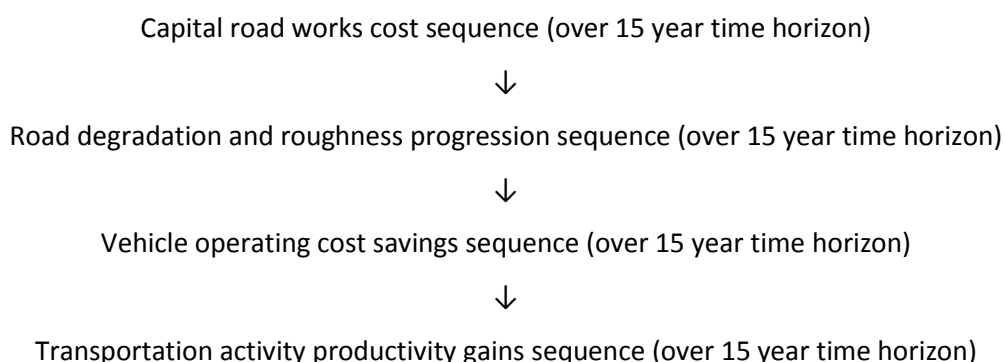 Capital road works cost sequence (over 15 year time horizon)
↓
Road degradation and roughness progression sequence (over 15 year time horizon)
↓
Vehicle operating cost savings sequence (over 15 year time horizon)
↓
Transportation activity productivity gains sequence (over 15 year time horizon)